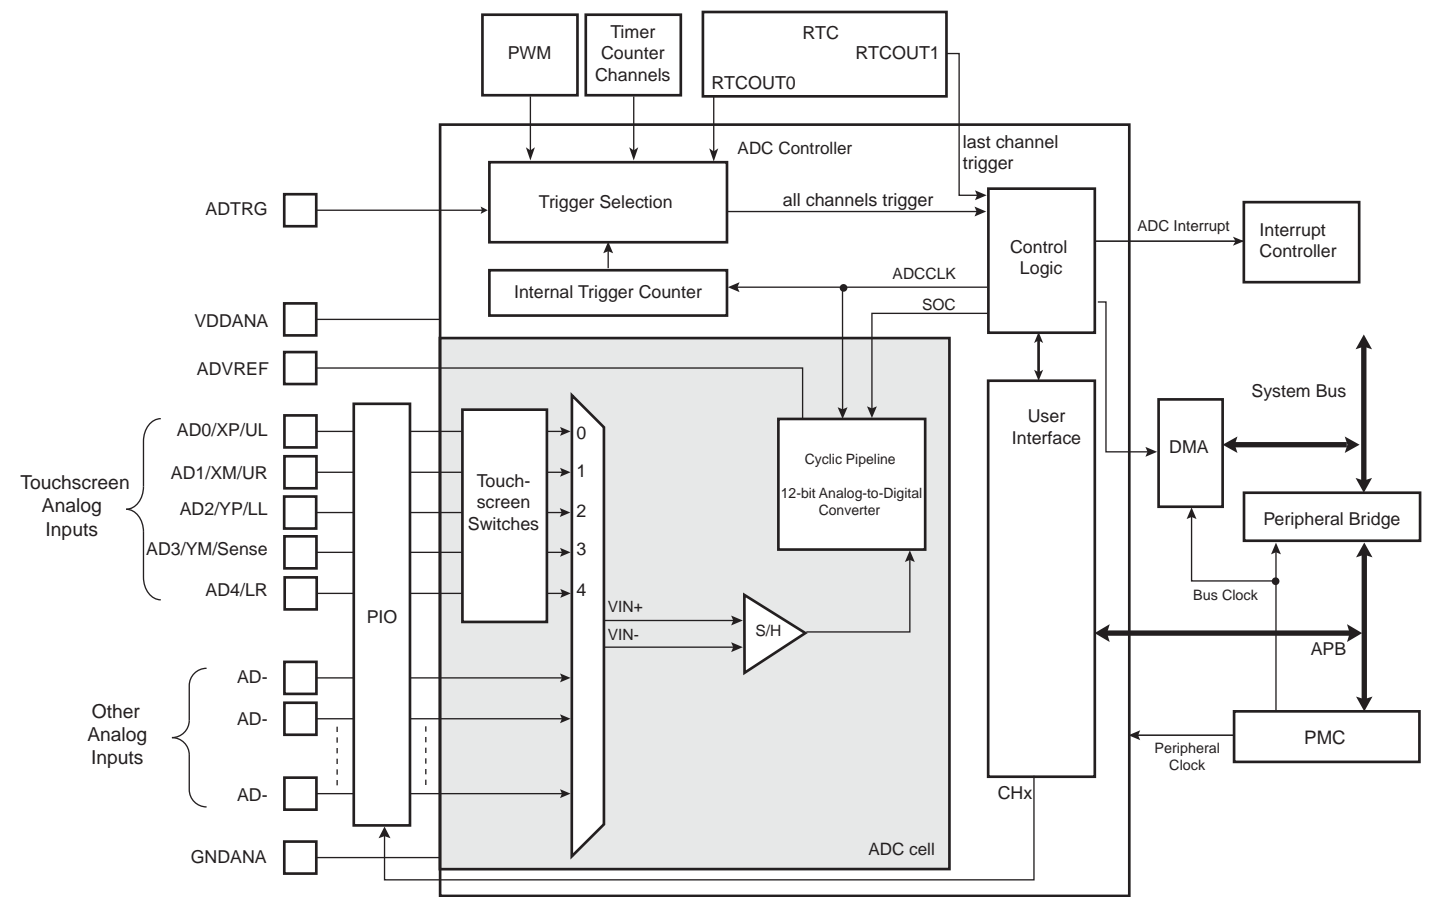 PWM
Timer
Counter
Channels
RTC
RTCOUT1
RTCOUT0
ADC Controller
last channel
trigger
ADTRG
Trigger Selection
all channels trigger
Control
Logic
ADC Interrupt
Interrupt
Controller
Internal Trigger Counter
ADCCLK
SOC
VDDANA
ADVREF
Touchscreen
Analog
Inputs
AD0/XP/UL
AD1/XM/UR
AD2/YP/LL
AD3/YM/Sense
AD4/LR
PIO
Touch-
screen
Switches
0
1
2
3
4
Cyclic Pipeline
12-bit Analog-to-Digital
Converter
VIN+
VIN-
S/H
User
Interface
DMA
System Bus
Peripheral Bridge
Bus Clock
APB
PMC
Peripheral
Clock
Other
Analog
Inputs
AD-
AD-
AD-
CHx
GNDANA
ADC cell